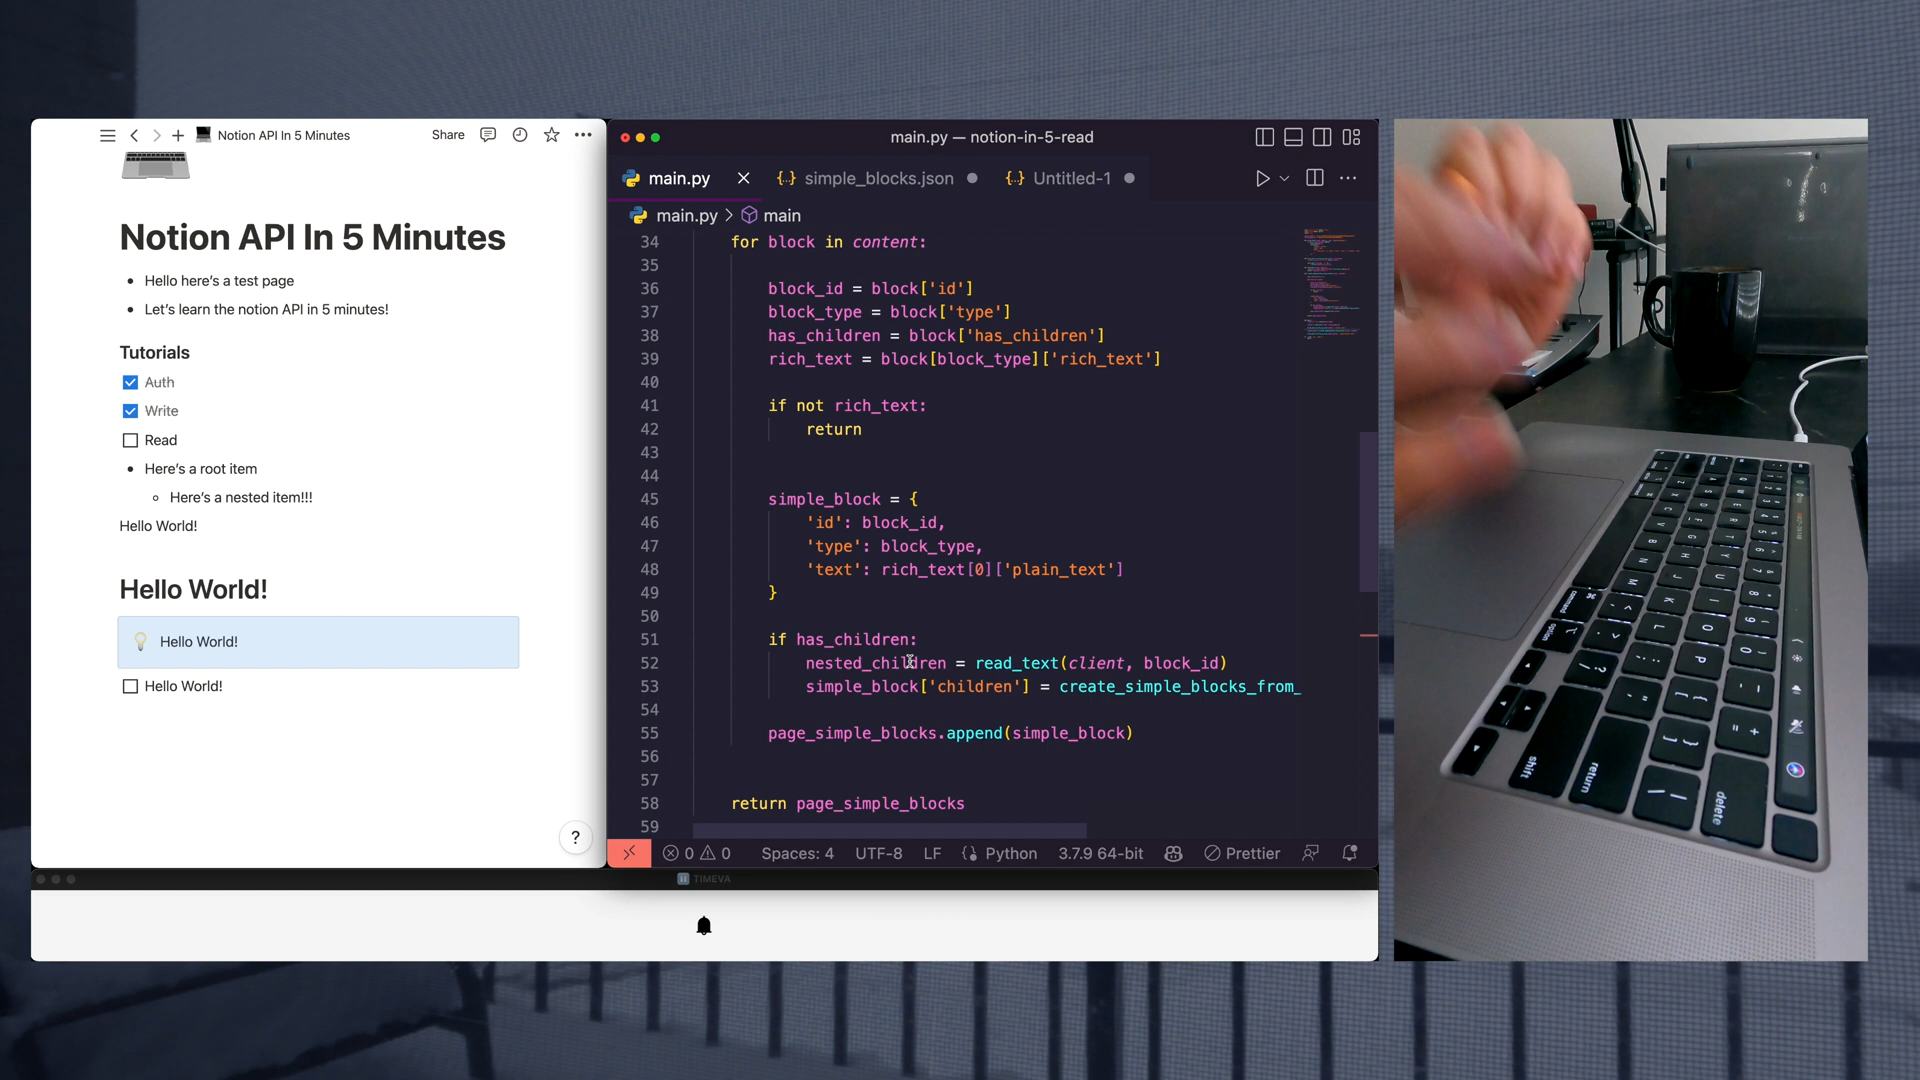 Notion API In 5 Minutes
Share
Notion API In 5 Minutes
Hello here's a test page
Let's learn the notion API in 5 minutes!
Tutorials
Auth
Write
Read
Here's a root item
Here's a nested item!!!
Hello World!
Hello World!
Hello World!
Hello World!
?
main.py — notion-in-5-read
main.py
{..} simple_blocks.json
{..} Untitled-1
main.py > main
34 for block in content:
35
36 block_id = block['id']
37 block_type = block['type']
38 has_children = block['has_children']
39 rich_text = block[block_type]['rich_text']
40
41 if not rich_text:
42 return
43
44
45 simple_block = {
46 'id': block_id,
47 'type': block_type,
48 'text': rich_text[0]['plain_text']
49 }
50
51 if has_children:
52 nested_children = read_text(client, block_id)
53 simple_block['children'] = create_simple_blocks_from_
54
55 page_simple_blocks.append(simple_block)
56
57
58 return page_simple_blocks
59
0 0 Spaces: 4 UTF-8 LF Python 3.7.9 64-bit Prettier
TIMEVA
command
option
shift
return
delete